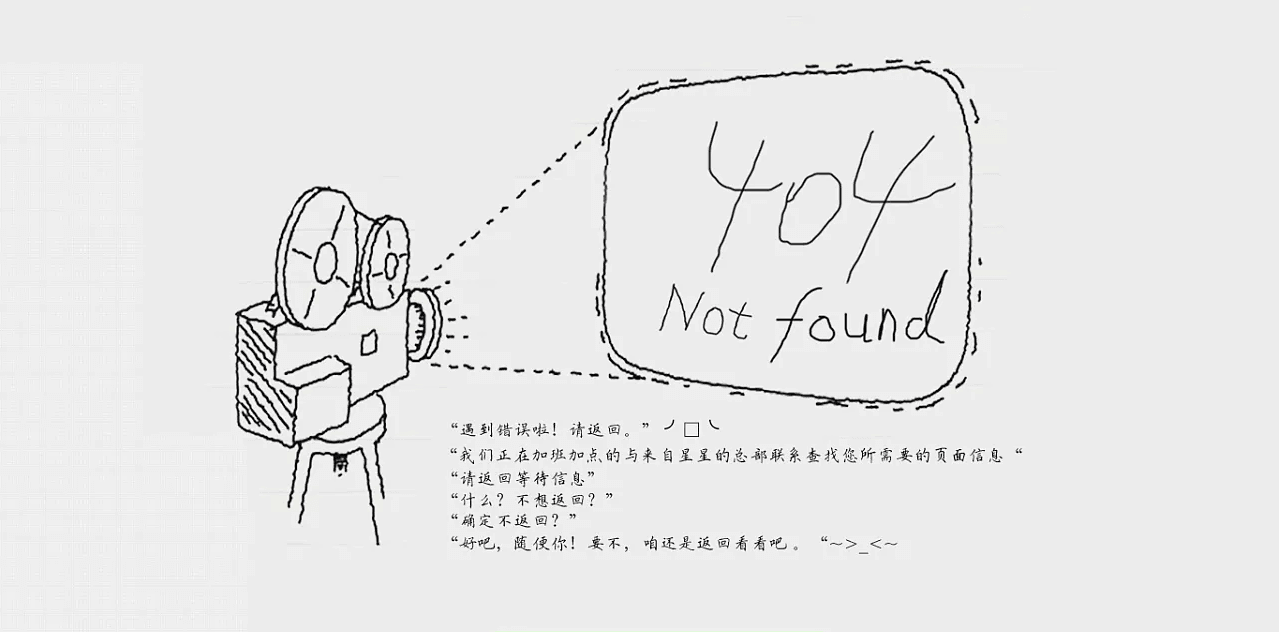 404
Not found
“遇到错误啦！请返回。”╯□╰
“我们正在加班加点的与来自星星的总部联系查找您所需要的页面信息“
“请返回等待信息”
“什么？不想返回？”
“确定不返回？”
“好吧，随便你！要不，咱还是返回看看吧 。 “~>_<~